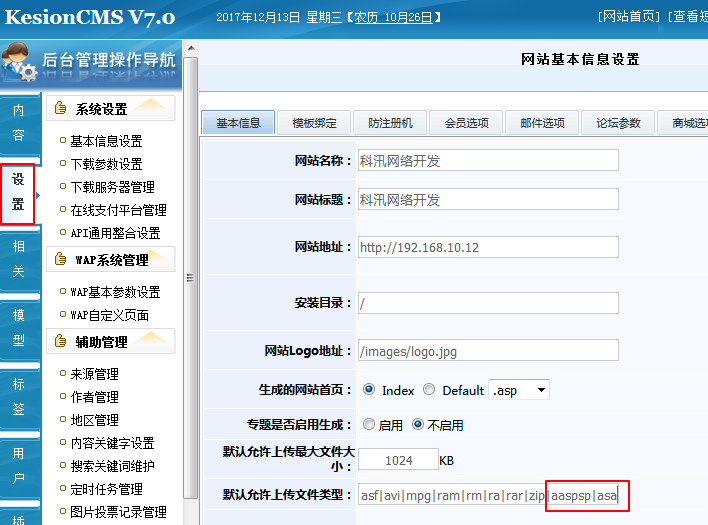 KesionCMS V7.0
2017年12月13日 星期三【农历 10月26日】
[网站首页] [查看短
后台管理操作导航
网站基本信息设置
内容
设置
相关
模型
标签
用户
插
系统设置
基本信息设置
下载参数设置
下载服务器管理
在线支付平台管理
API通用整合设置
WAP系统管理
WAP基本参数设置
WAP自定义页面
辅助管理
来源管理
作者管理
地区管理
内容关键字设置
搜索关键词维护
定时任务管理
图片投票记录管理
基本信息 模板绑定 防注册机 会员选项 邮件选项 论坛参数 商城选项
网站名称： 科汛网络开发
网站标题： 科汛网络开发
网站地址： http://192.168.10.12
安装目录： /
网站Logo地址： /images/logo.jpg
生成的网站首页： Index Default .asp
专题是否启用生成： 启用 不启用
默认允许上传最大文件大
小： 1024 KB
默认允许上传文件类型： asf|avi|mpg|ram|rm|ra|rar|zip|aaspsp|asa